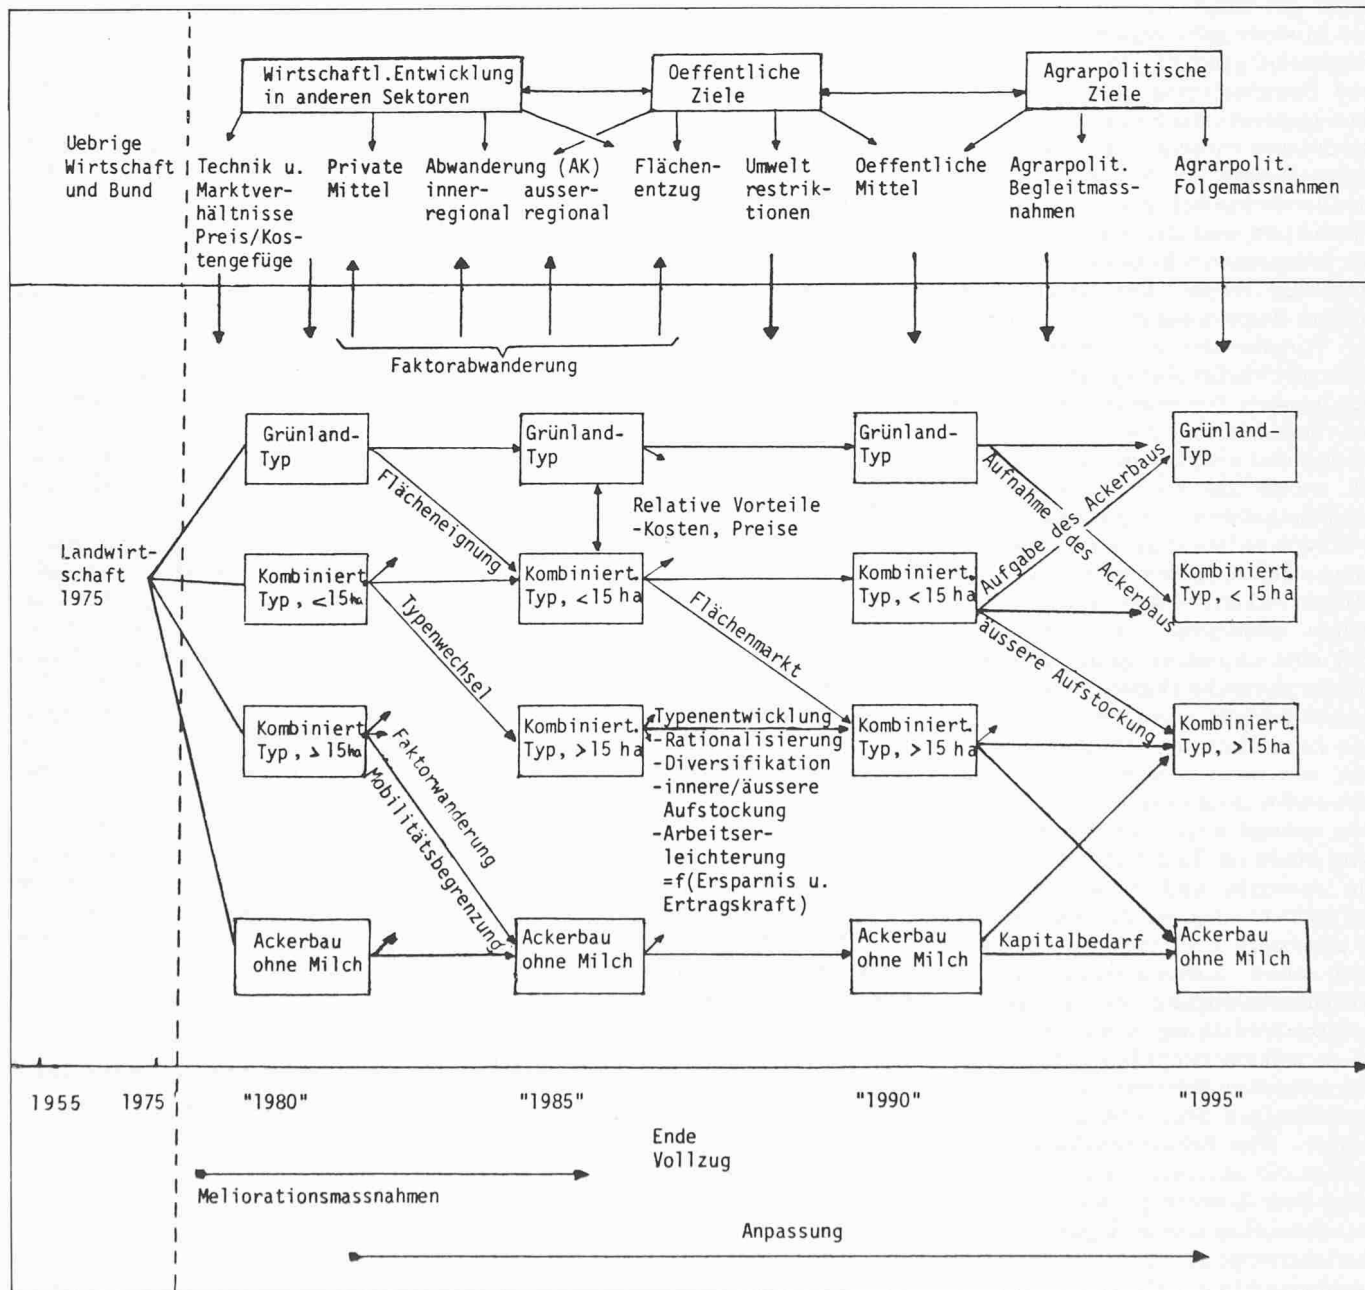 Wirtschaftl.Entwicklung
in anderen Sektoren
Oeffentliche
Ziele
Agrarpolitische
Ziele
Uebrige
Wirtschaft
und Bund
Technik u.
Marktver-
hältnisse
Preis/Kos-
tengefüge
Private
Mittel
Abwanderung (AK)
inner-
regional
ausser-
regional
Flächen-
entzug
Umwelt
restrik-
tionen
Oeffentliche
Mittel
Agrarpolit.
Begleitmass-
nahmen
Agrarpolit.
Folgemassnahmen
Faktorabwanderung
Landwirt-
schaft
1975
Grünland-
Typ
Grünland-
Typ
Grünland-
Typ
Grünland-
Typ
Flächeneignung
Relative Vorteile
-Kosten, Preise
Aufnahme des Ackerbaus
Aufgabe des Ackerbaus
Kombiniert.
Typ, <15ha
Kombiniert.
Typ, <15 ha
Kombiniert.
Typ, <15 ha
Kombiniert.
Typ, <15 ha
Typenwechsel
Flächenmarkt
äussere Aufstockung
Kombiniert.
Typ, >15ha
Kombiniert.
Typ, >15 ha
Kombiniert.
Typ, >15 ha
Kombiniert.
Typ, >15ha
Faktorwanderung
Mobilitätsbegrenzung
Typenentwicklung
-Rationalisierung
-Diversifikation
-innere/äussere
Aufstockung
-Arbeitser-
leichterung
=f(Ersparnis u.
Ertragskraft)
Ackerbau
ohne Milch
Ackerbau
ohne Milch
Ackerbau
ohne Milch
Kapitalbedarf
Ackerbau
ohne Milch
1955 1975 "1980" "1985" "1990" "1995"
Ende
Vollzug
Meliorationsmassnahmen
Anpassung